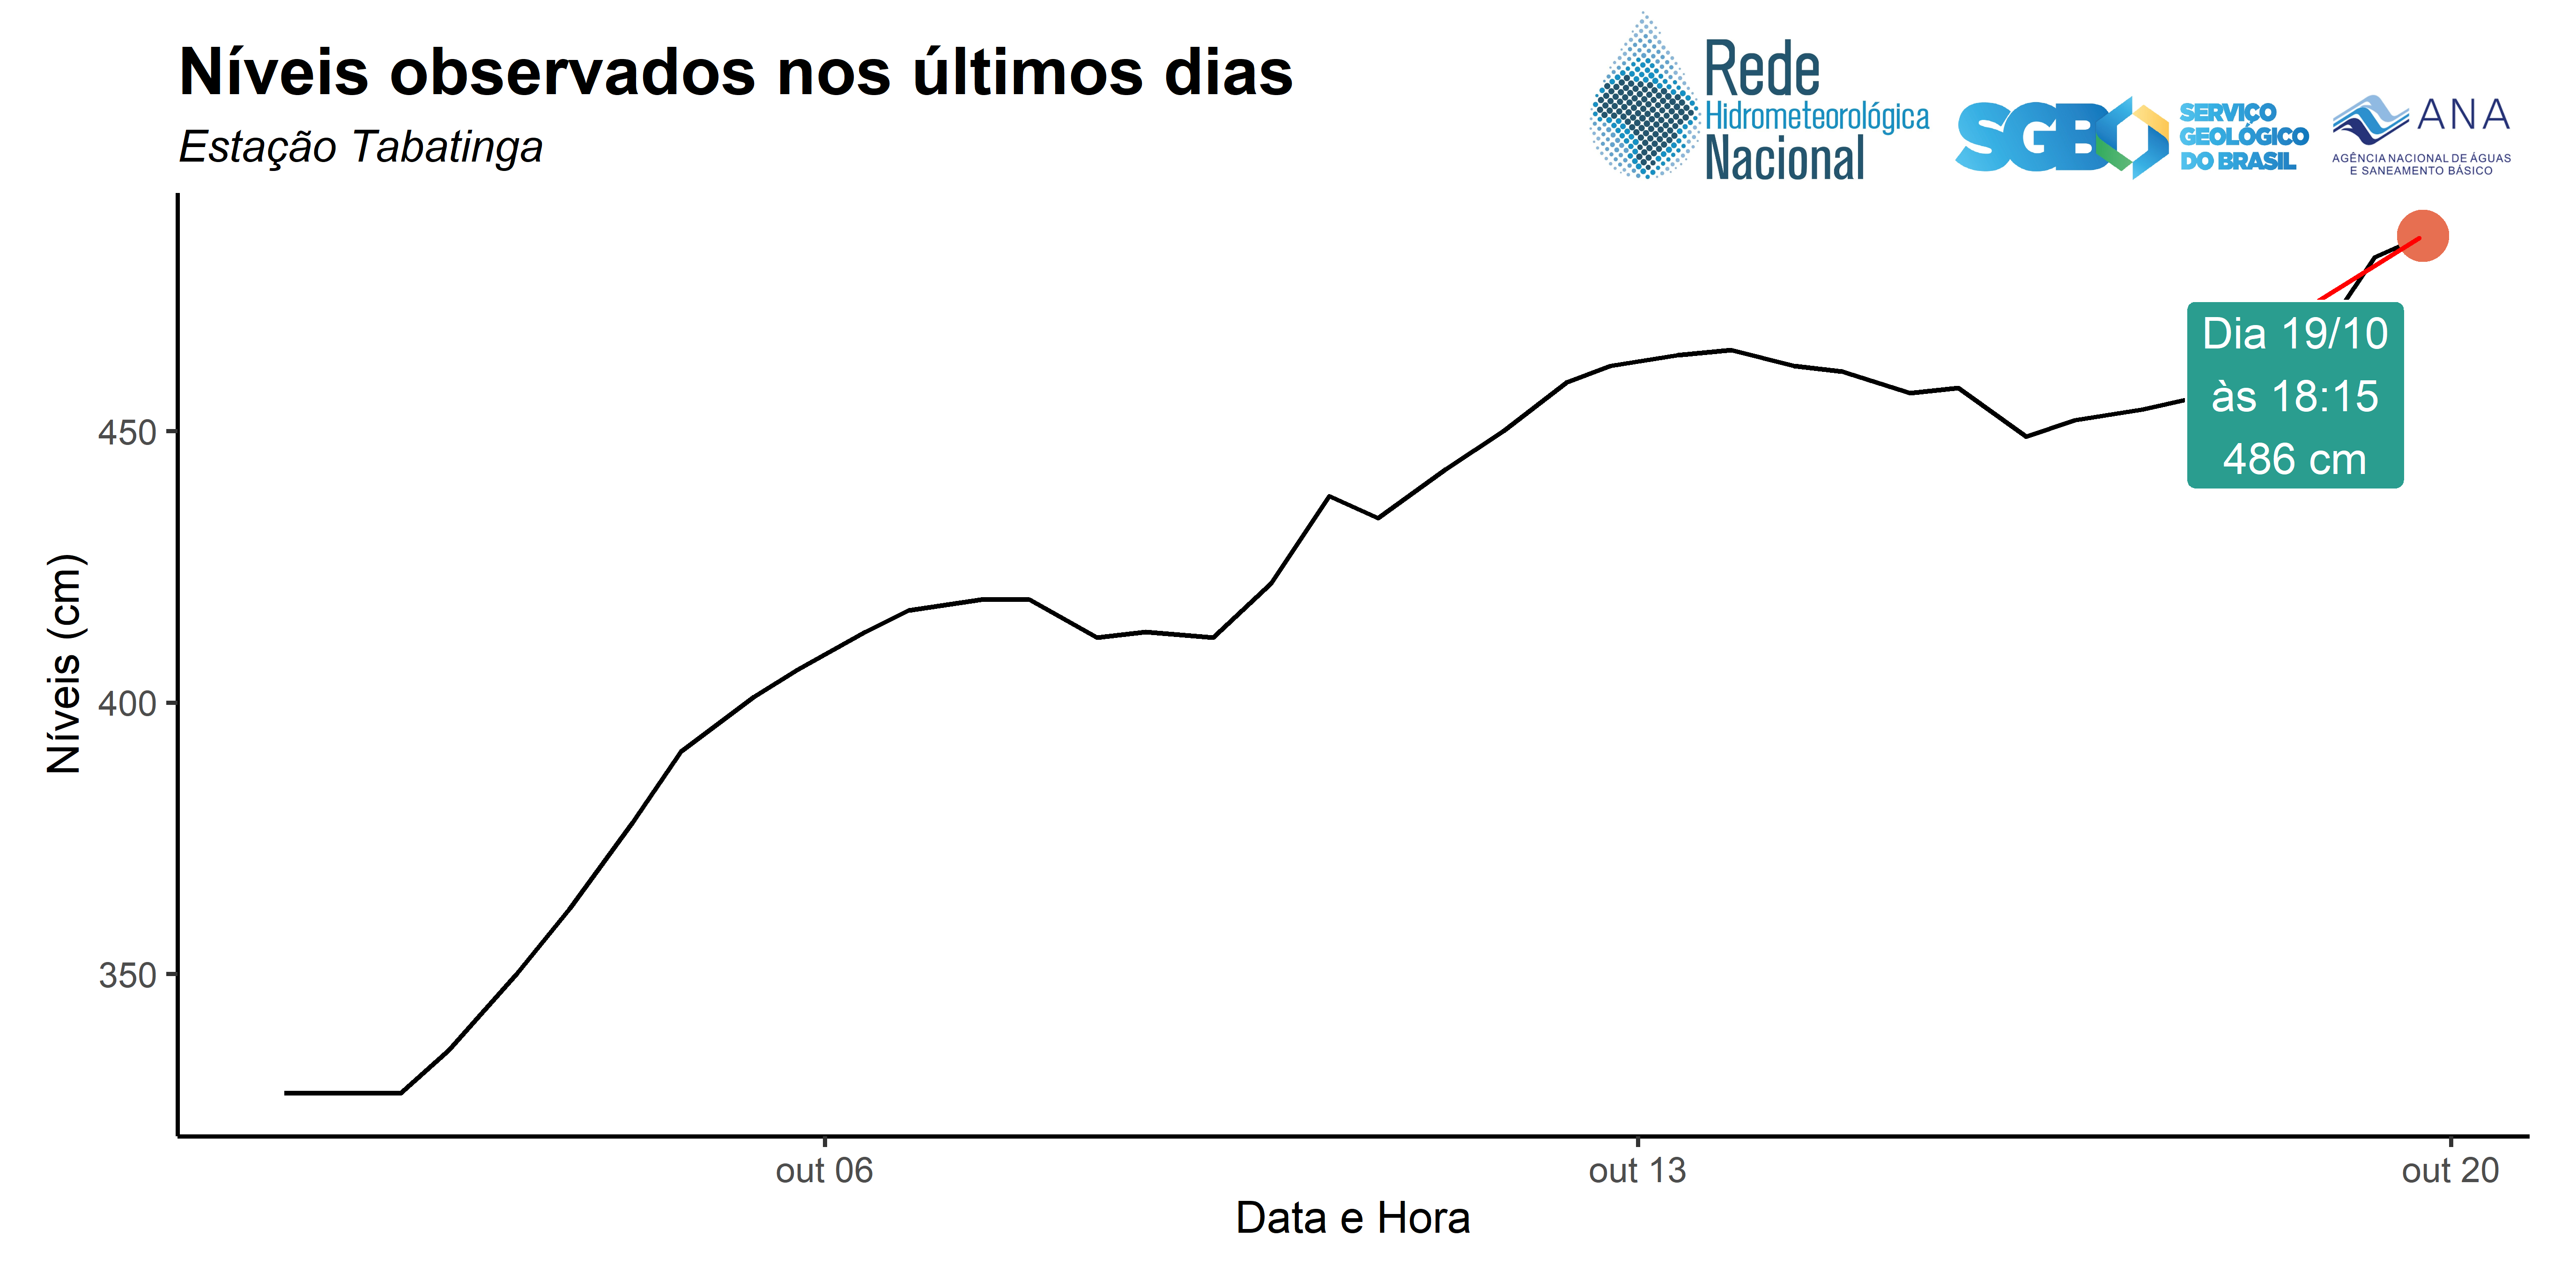 Níveis observados nos últimos dias
Estação Tabatinga
Rede
Hidrometeorológica
Nacional
SGB
SERVIÇO
GEOLÓGICO
DO BRASIL
ANA
AGÊNCIA NACIONAL DE ÁGUAS
E SANEAMENTO BÁSICO
Dia 19/10
às 18:15
486 cm
Níveis (cm)
450
400
350
out 06
out 13
out 20
Data e Hora